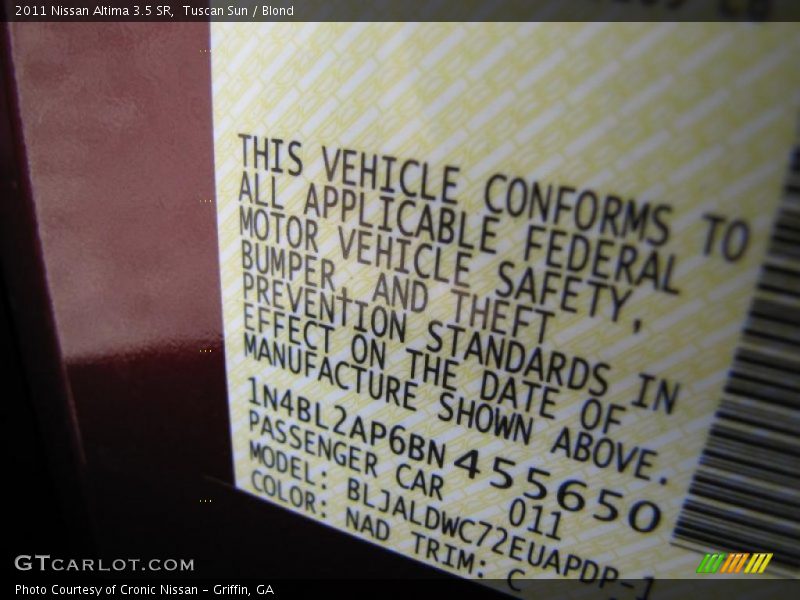 2011 Nissan Altima 3.5 SR,  Tuscan Sun / Blond
THIS VEHICLE CONFORMS TO
ALL APPLICABLE FEDERAL
MOTOR VEHICLE SAFETY,
BUMPER, AND THEFT
PREVENTION STANDARDS IN
EFFECT ON THE DATE OF
MANUFACTURE SHOWN ABOVE.
1N4BL2AP6BN455650
PASSENGER CAR 011
MODEL: BLJALDWC72EUAPDP-1
COLOR: NAD TRIM: C
GTCARLOT.COM
Photo Courtesy of Cronic Nissan – Griffin, GA